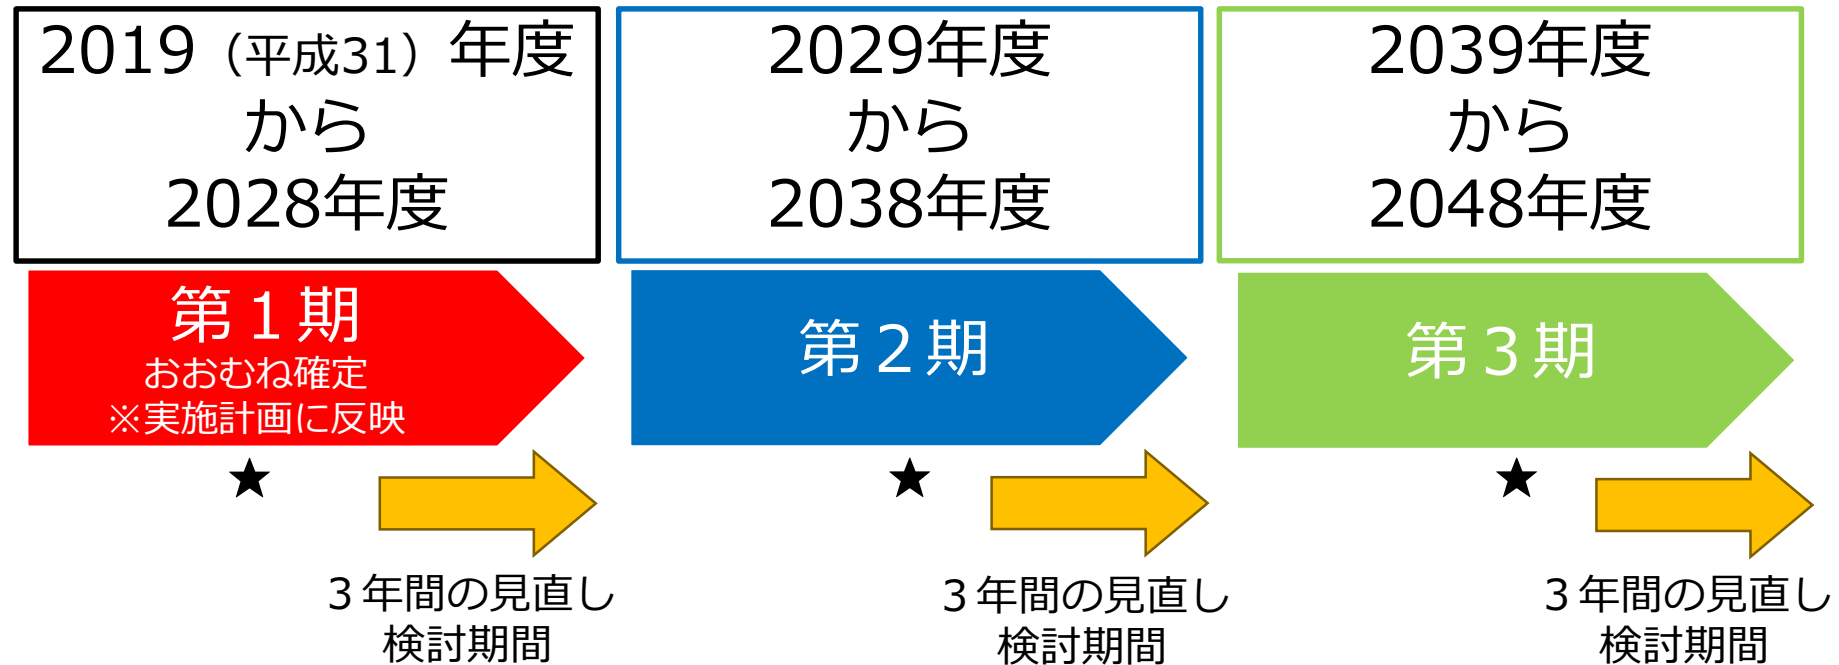 2019（平成31）年度
から
2028年度
2029年度
から
2038年度
2039年度
から
2048年度
第１期
おおむね確定
※実施計画に反映
第２期
第３期
★
★
★
３年間の見直し
検討期間
３年間の見直し
検討期間
３年間の見直し
検討期間